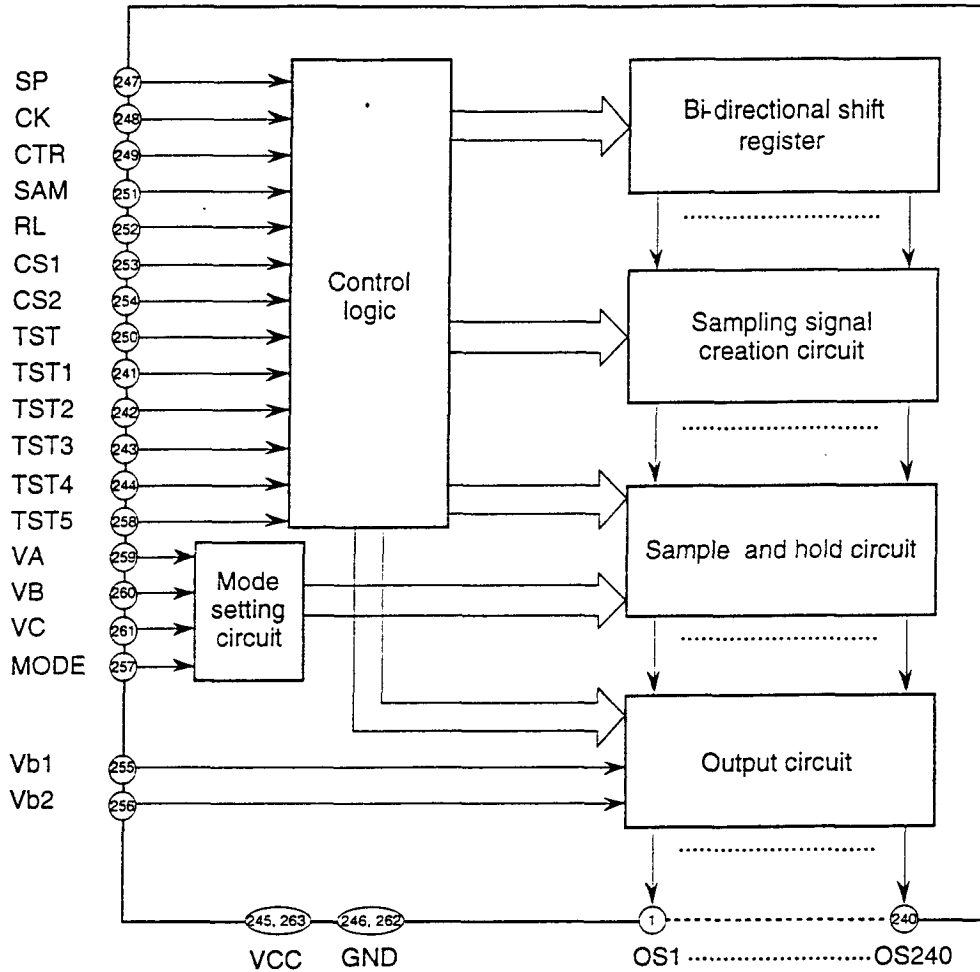 SP 247
CK 248
CTR 249
SAM 251
RL 252
CS1 253
CS2 254
TST 250
TST1 241
TST2 242
TST3 243
TST4 244
TST5 258
VA 259
VB 260
VC 261
MODE 257
Vb1 255
Vb2 256
Control
logic
Mode
setting
circuit
Bi-directional shift
register
Sampling signal
creation circuit
Sample and hold circuit
Output circuit
245, 263
246, 262
1
240
VCC
GND
OS1
OS240